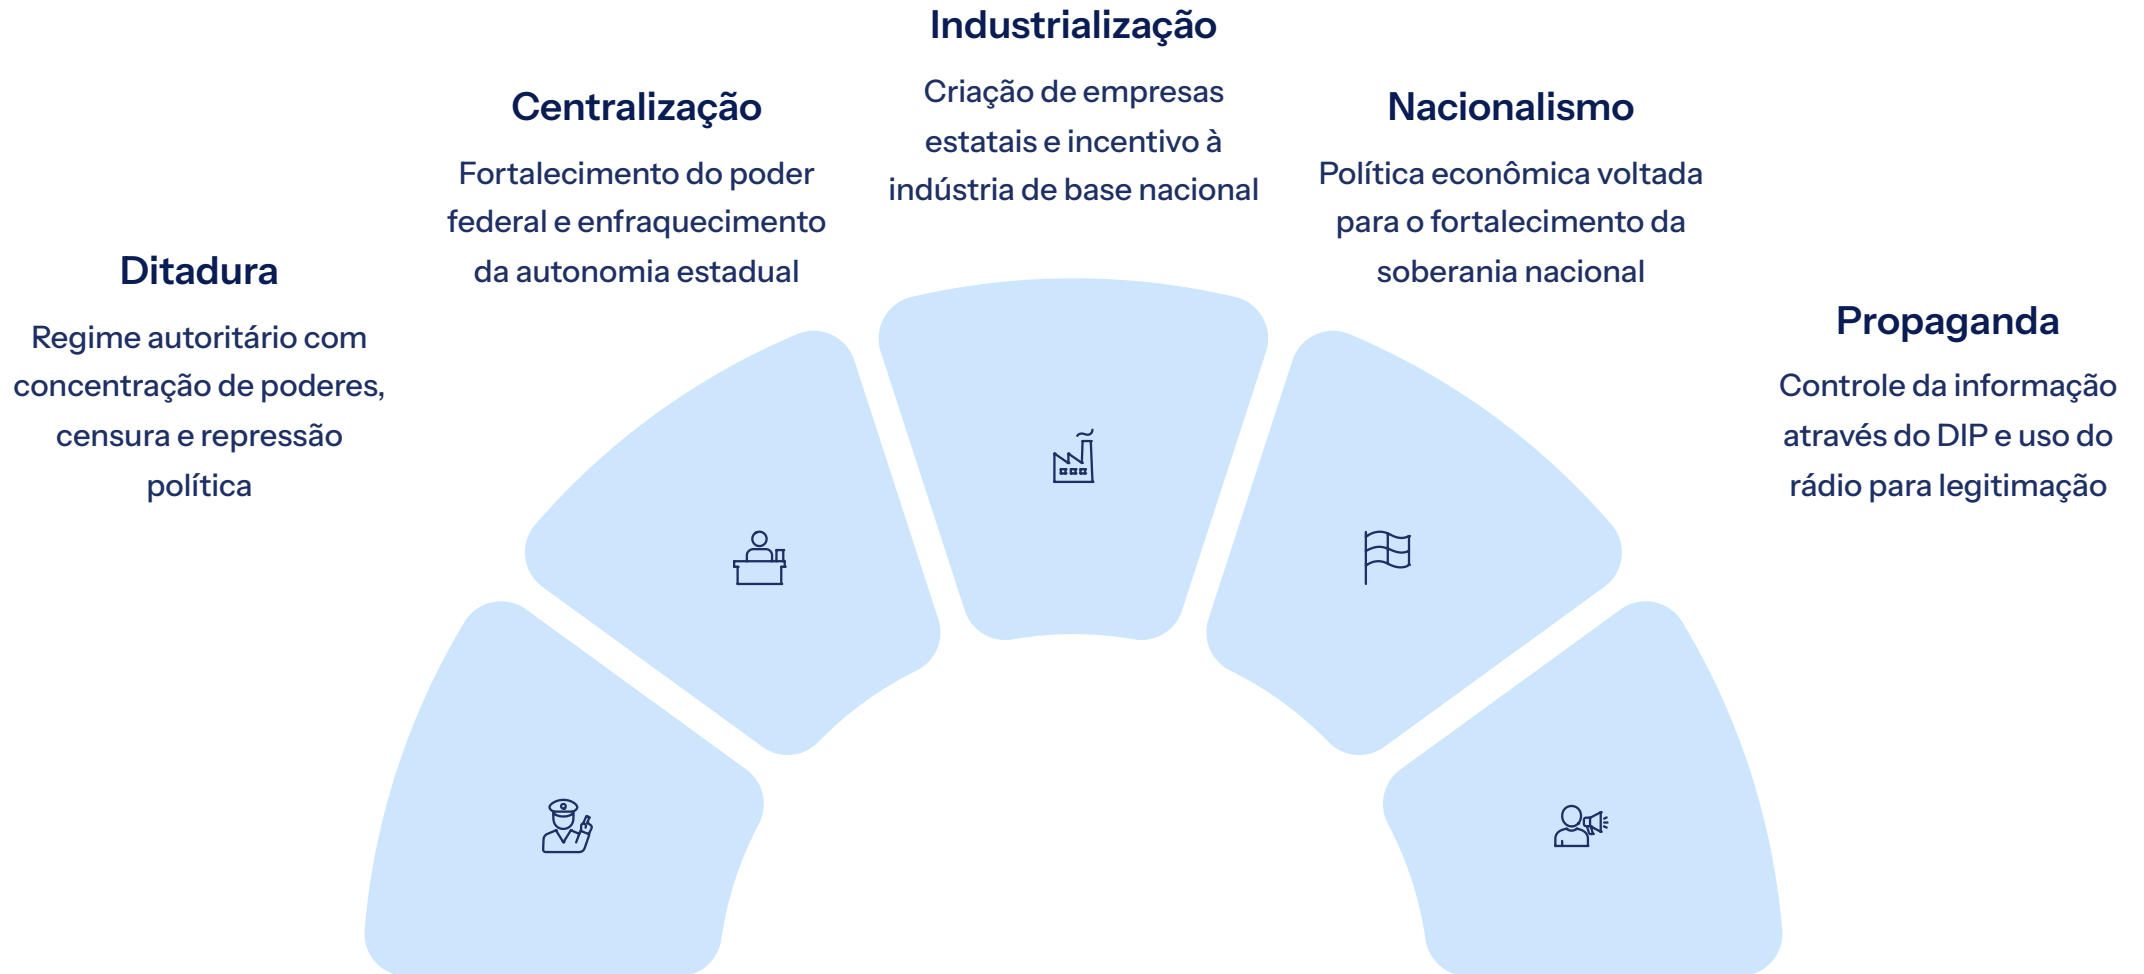 Ditadura
Regime autoritário com
concentração de poderes,
censura e repressão
política
Centralização
Fortalecimento do poder
federal e enfraquecimento
da autonomia estadual
Industrialização
Criação de empresas
estatais e incentivo à
indústria de base nacional
Nacionalismo
Política econômica voltada
para o fortalecimento da
soberania nacional
Propaganda
Controle da informação
através do DIP e uso do
rádio para legitimação